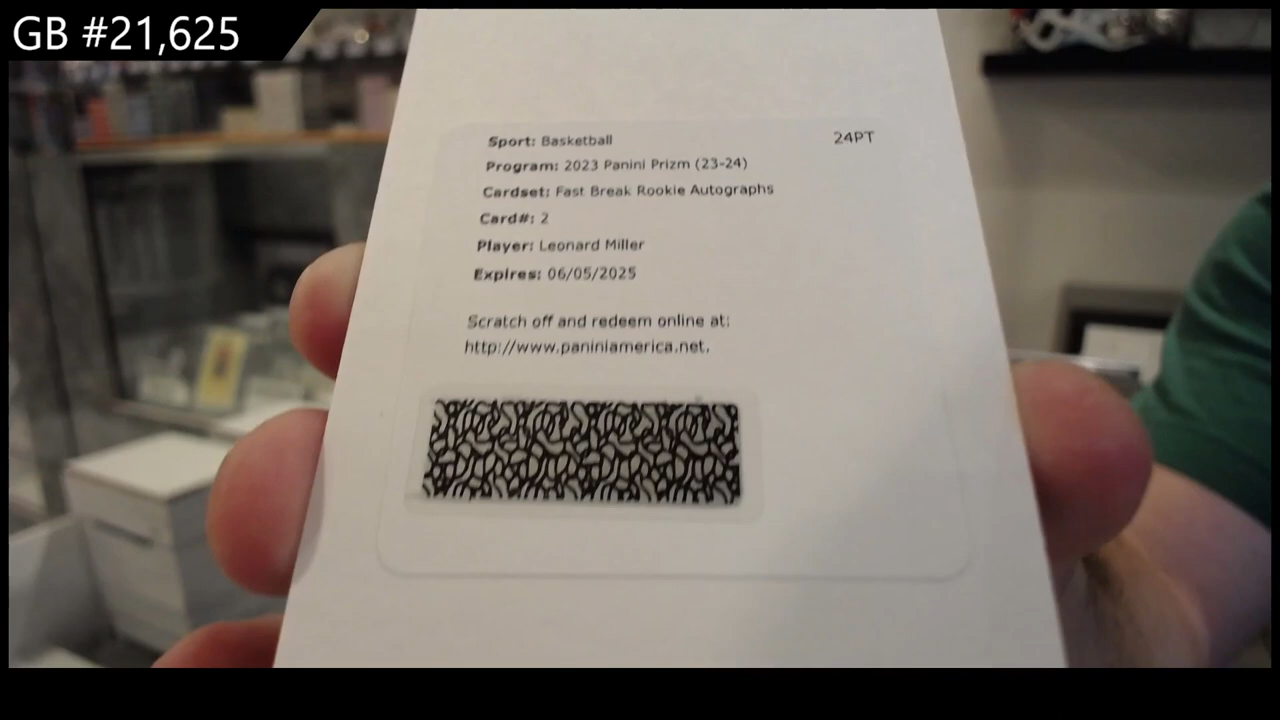 GB #21,625
Sport: Basketball 24PT
Program: 2023 Panini Prizm (23-24)
Cardset: Fast Break Rookie Autographs
Card#: 2
Player: Leonard Miller
Expires: 06/05/2025
Scratch off and redeem online at:
http://www.paniniamerica.net.